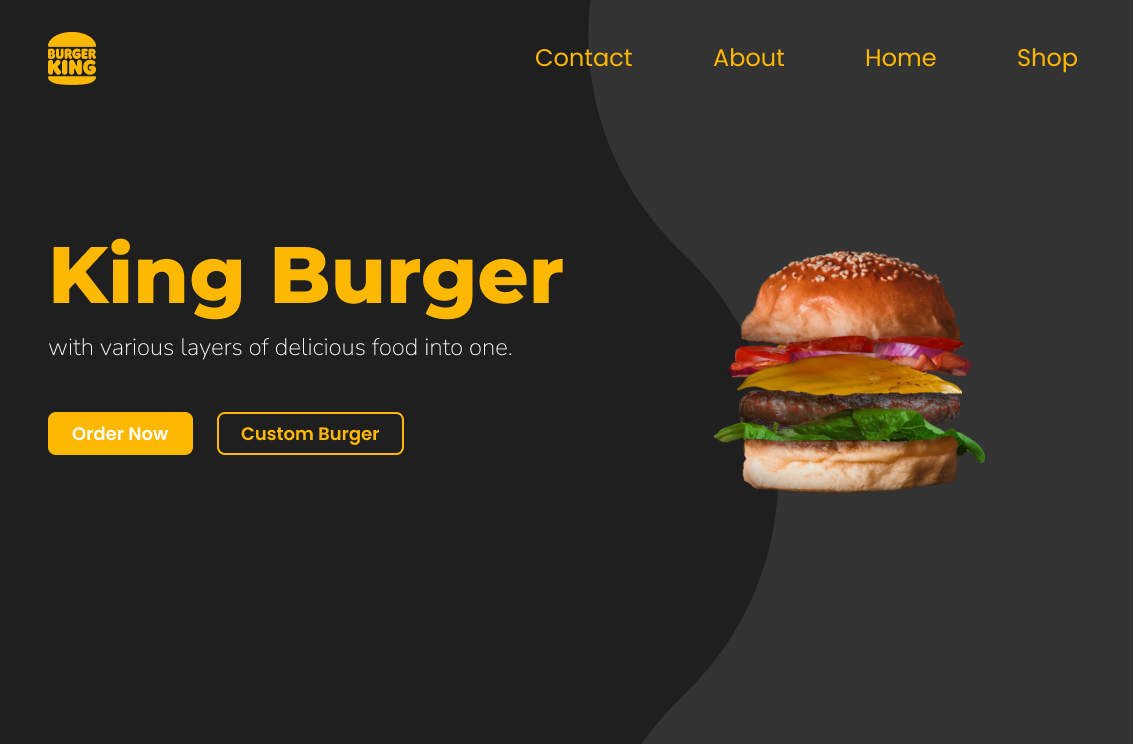 BURGER
KING
Contact About Home Shop
King Burger
with various layers of delicious food into one.
Order Now Custom Burger